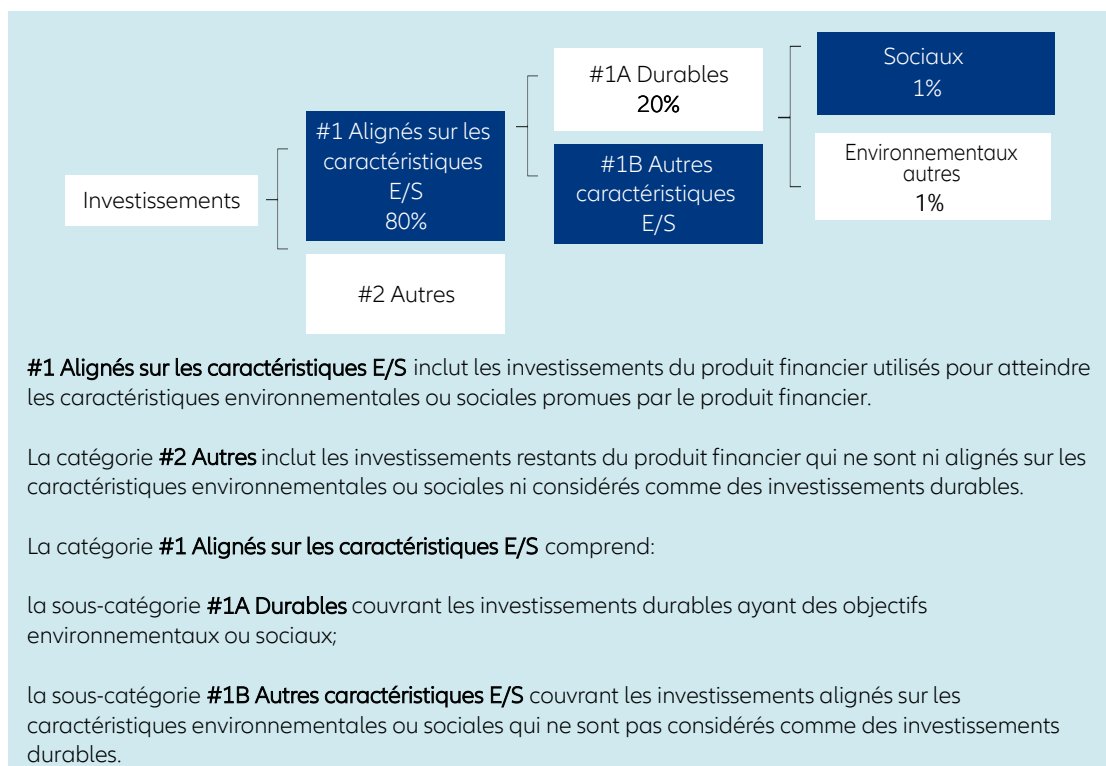 Investissements
#1 Alignés sur les
caractéristiques
E/S
80%
#2 Autres
#1A Durables
20%
#1B Autres
caractéristiques
E/S
Sociaux
1%
Environnementaux
autres
1%
#1 Alignés sur les caractéristiques E/S inclut les investissements du produit financier utilisés pour atteindre
les caractéristiques environnementales ou sociales promues par le produit financier.
La catégorie #2 Autres inclut les investissements restants du produit financier qui ne sont ni alignés sur les
caractéristiques environnementales ou sociales ni considérés comme des investissements durables.
La catégorie #1 Alignés sur les caractéristiques E/S comprend:
la sous-catégorie #1A Durables couvrant les investissements durables ayant des objectifs
environnementaux ou sociaux;
la sous-catégorie #1B Autres caractéristiques E/S couvrant les investissements alignés sur les
caractéristiques environnementales ou sociales qui ne sont pas considérés comme des investissements
durables.